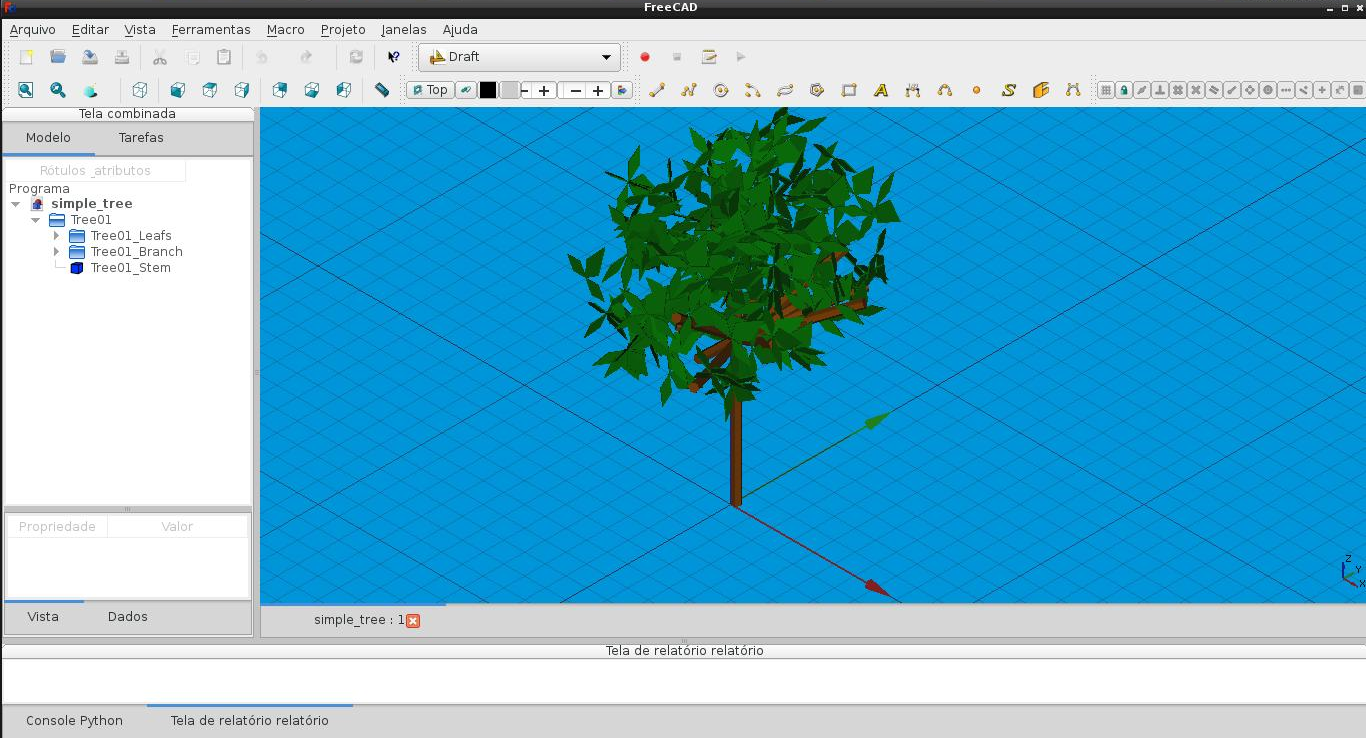 FreeCAD
Arquivo Editar Vista Ferramentas Macro Projeto Janelas Ajuda
Draft
Top
Tela combinada
Modelo Tarefas
Rótulos _atributos
Programa
simple_tree
Tree01
Tree01_Leafs
Tree01_Branch
Tree01_Stem
Propriedade Valor
Vista Dados
Z
Y
X
simple_tree : 1
Tela de relatório relatório
Console Python Tela de relatório relatório